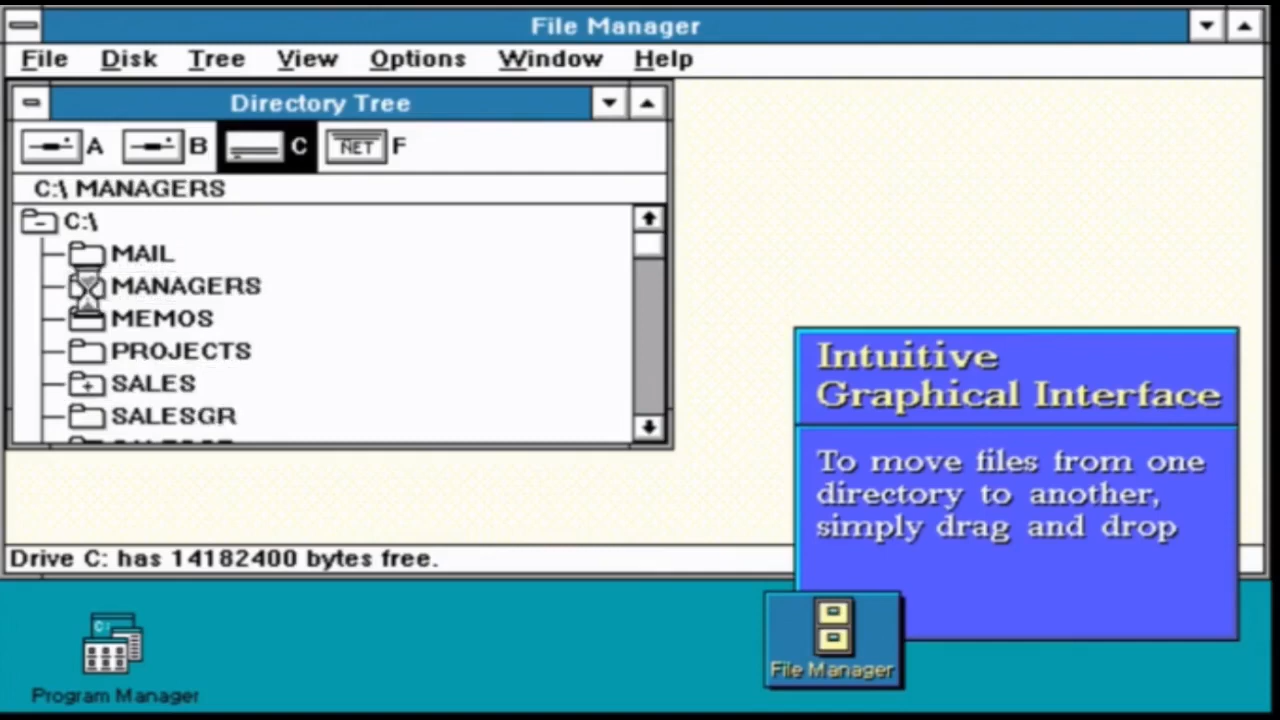 File Manager
File Disk Tree View Options Window Help
Directory Tree
A B C NET F
C:\ MANAGERS
C:\
MAIL
MANAGERS
MEMOS
PROJECTS
SALES
SALESGR
Intuitive
Graphical Interface
To move files from one
directory to another,
simply drag and drop
Drive C: has 14182400 bytes free.
C:
Program Manager
File Manager